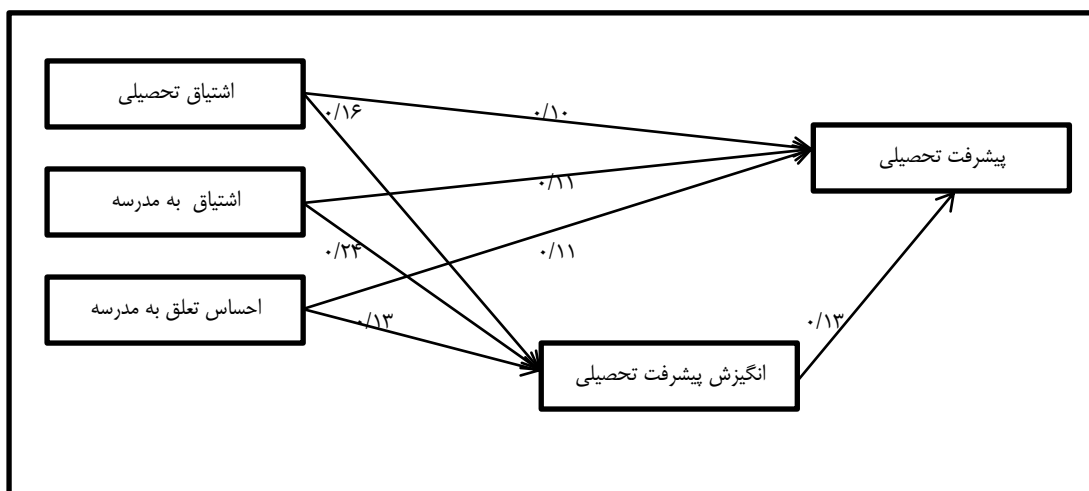 اشتیاق تحصیلی
۰/۱۶
۰/۱۰
پیشرفت تحصیلی
اشتیاق به مدرسه
۰/۱۱
۰/۲۴
۰/۱۱
احساس تعلق به مدرسه
۰/۱۳
۰/۱۳
انگیزش پیشرفت تحصیلی